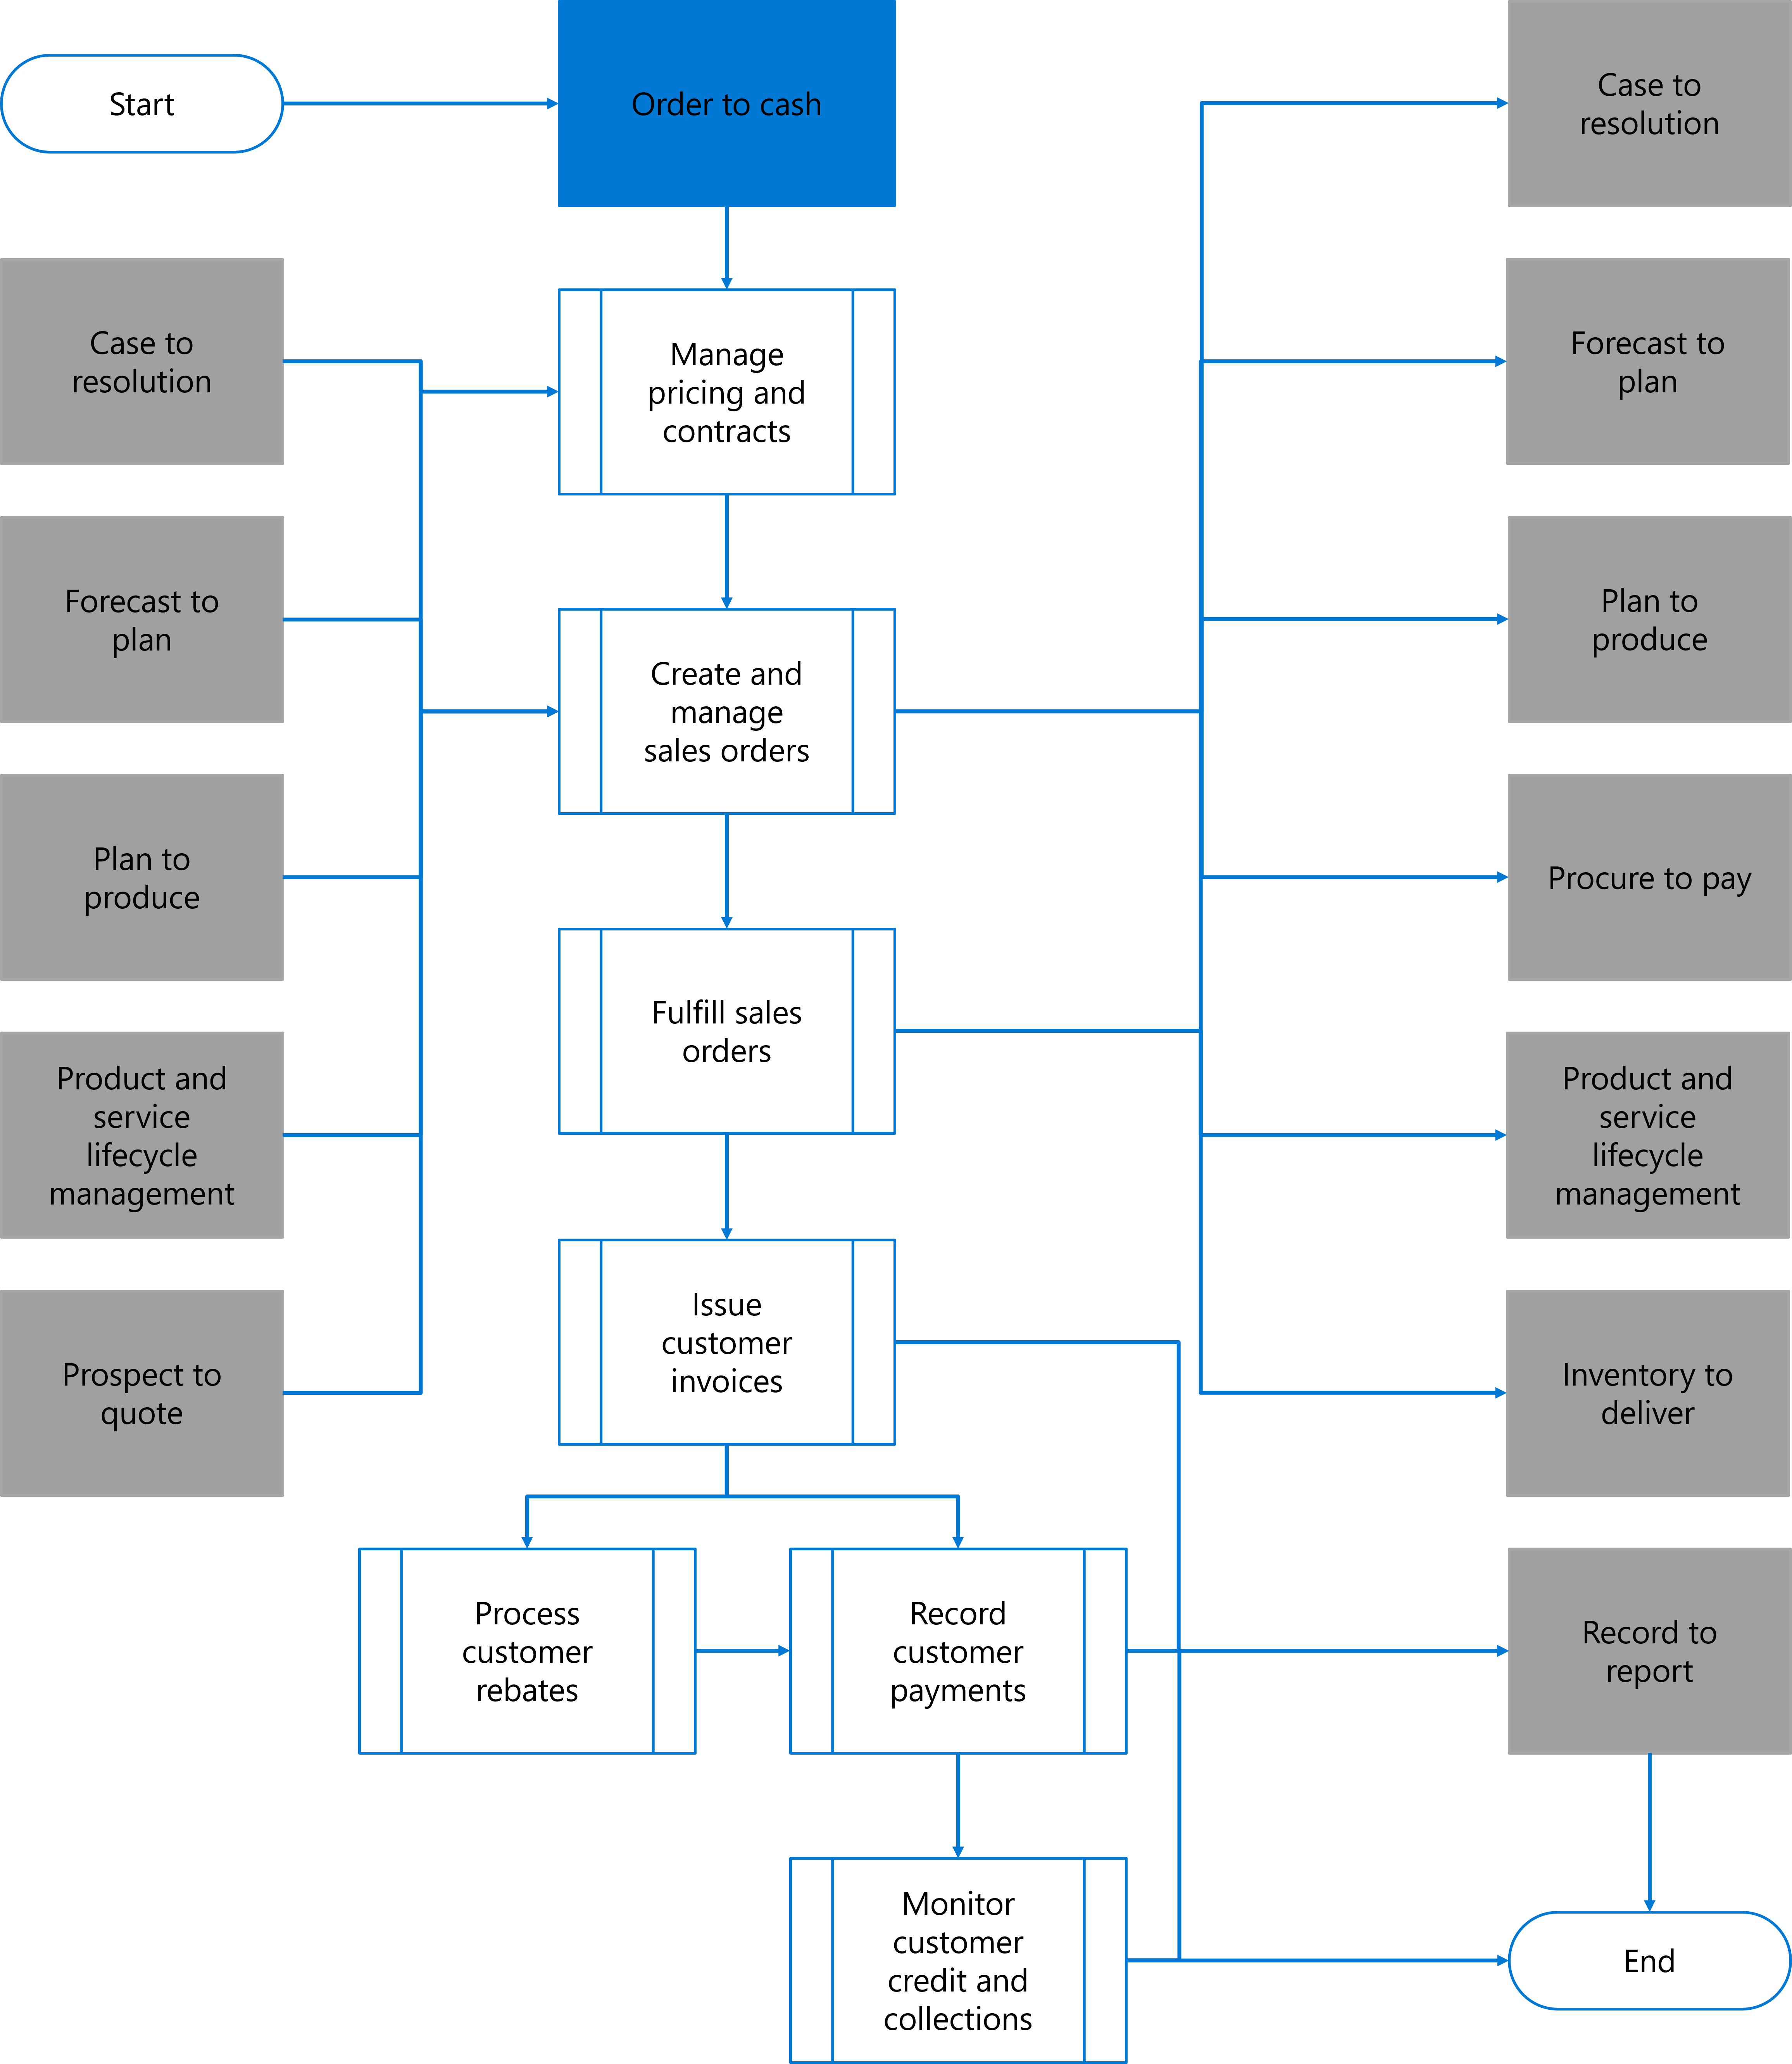 Start
Order to cash
Case to
resolution
Case to
resolution
Manage
pricing and
contracts
Forecast to
plan
Forecast to
plan
Create and
manage
sales orders
Plan to
produce
Plan to
produce
Fulfill sales
orders
Procure to pay
Product and
service
lifecycle
management
Product and
service
lifecycle
management
Prospect to
quote
Issue
customer
invoices
Inventory to
deliver
Process
customer
rebates
Record
customer
payments
Record to
report
Monitor
customer
credit and
collections
End